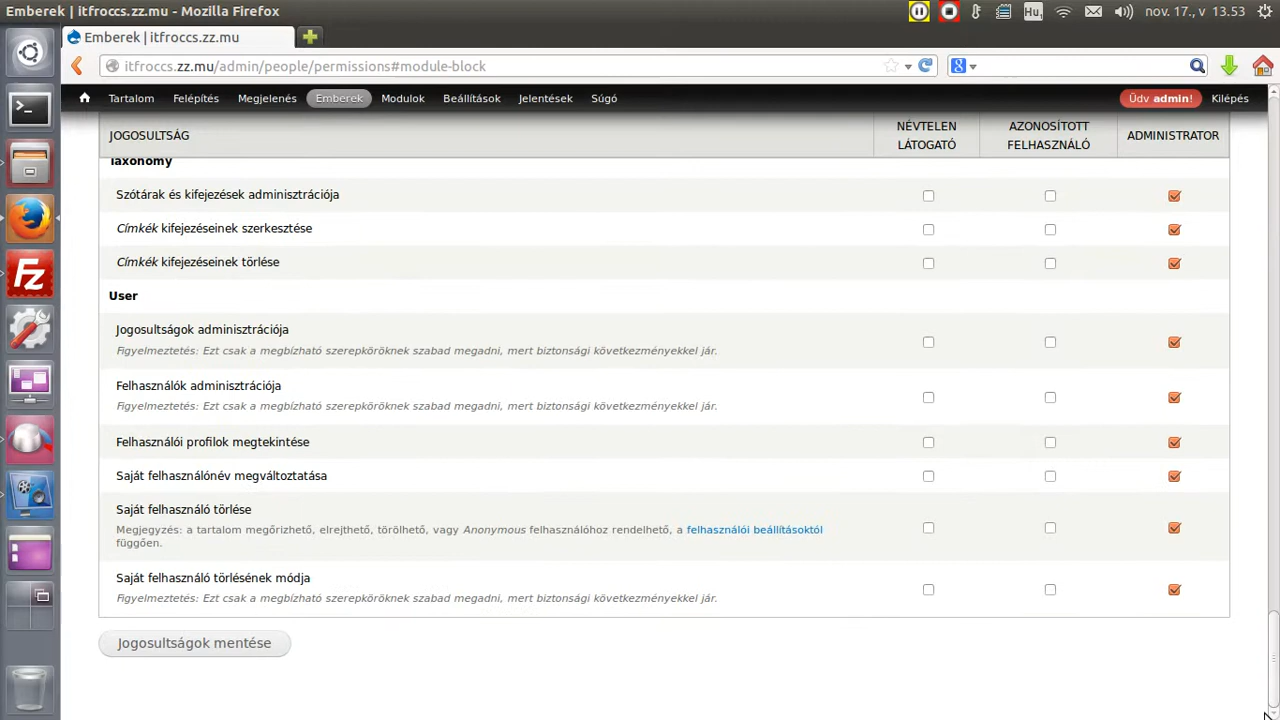 Emberek | itfroccs.zz.mu - Mozilla Firefox
Hu1
nov. 17., v 13.53
Emberek | itfroccs.zz.mu
itfroccs.zz.mu/admin/people/permissions#module-block
Tartalom
Felépítés
Megjelenés
Emberek
Modulok
Beállítások
Jelentések
Súgó
Üdv admin!
Kilépés
JOGOSULTSÁG
NÉVTELEN
LÁTOGATÓ
AZONOSÍTOTT
FELHASZNÁLÓ
ADMINISTRATOR
Taxonomy
Szótárak és kifejezések adminisztrációja
Címkék kifejezéseinek szerkesztése
Címkék kifejezéseinek törlése
User
Jogosultságok adminisztrációja
Figyelmeztetés: Ezt csak a megbízható szerepköröknek szabad megadni, mert biztonsági következményekkel jár.
Felhasználók adminisztrációja
Figyelmeztetés: Ezt csak a megbízható szerepköröknek szabad megadni, mert biztonsági következményekkel jár.
Felhasználói profilok megtekintése
Saját felhasználónév megváltoztatása
Saját felhasználó törlése
Megjegyzés: a tartalom megőrizhető, elrejthető, törölhető, vagy Anonymous felhasználóhoz rendelhető, a felhasználói beállításoktól
függően.
Saját felhasználó törlésének módja
Figyelmeztetés: Ezt csak a megbízható szerepköröknek szabad megadni, mert biztonsági következményekkel jár.
Jogosultságok mentése